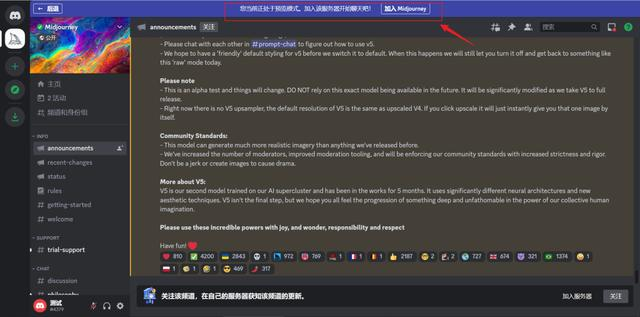 ← 后退
您当前正处于预览模式。加入该服务器开始聊天吧！
加入 Midjourney
Midjourney
公开
announcements
关注
搜索
主页
2 活动
频道和身份组
INFO
announcements
recent-changes
status
rules
getting-started
welcome
SUPPORT
trial-support
CHAT
discussion
philosophy
测试
#4379
- Please chat with each other in #prompt-chat to figure out how to use v5.
- We hope to have a 'friendly' default styling for v5 before we switch it to default. When this happens we will still let you turn it off and get back to something like
this 'raw' mode today.
Please note
- This is an alpha test and things will change. DO NOT rely on this exact model being available in the future. It will be significantly modified as we take V5 to full
release.
- Right now there is no V5 upsampler, the default resolution of V5 is the same as upscaled V4. If you click upscale it will just instantly give you that one image by
itself.
Community Standards:
- This model can generate much more realistic imagery than anything we've released before.
- We've increased the number of moderators, improved moderation tooling, and will be enforcing our community standards with increased strictness and rigor.
Don't be a jerk or create images to cause drama.
More about V5:
V5 is our second model trained on our AI supercluster and has been in the works for 5 months. It uses significantly different neural architectures and new
aesthetic techniques. V5 isn't the final step, but we hope you all feel the progression of something deep and unfathomable in the power of our collective human
imagination.
Please use these incredible powers with joy, and wonder, responsibility and respect
Have fun!
810 4200 2843 1 972 769 1 1 1 2187 2 2 727 674 321 1374 1
1 1 2 469 317
关注该频道，在自己的服务器获知该频道的更新。
加入服务器
关注